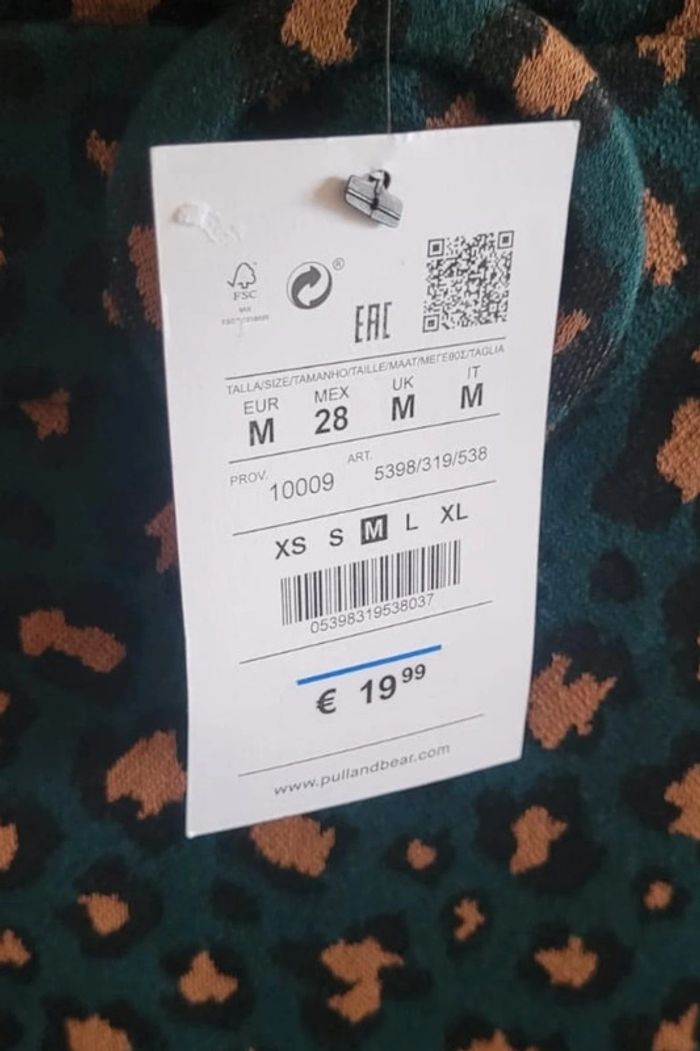 FSC
®
EAC
TALLA/SIZE/TAMANHO/TAILLE/MAAT/ΜΕΓΕΘΟΣ/TAGLIA
EUR MEX UK IT
M 28 M M
PROV. 10009 ART. 5398/319/538
XS S M L XL
05398319538037
€ 19 99
www.pullandbear.com